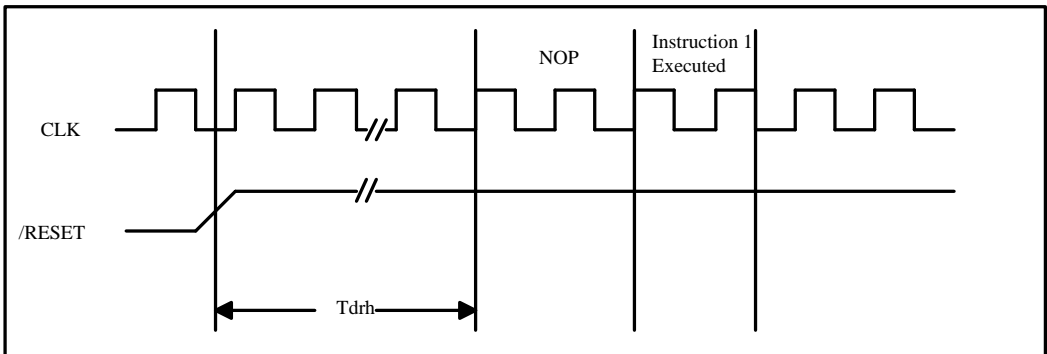 NOP
Instruction 1
Executed
CLK
/RESET
Tdrh